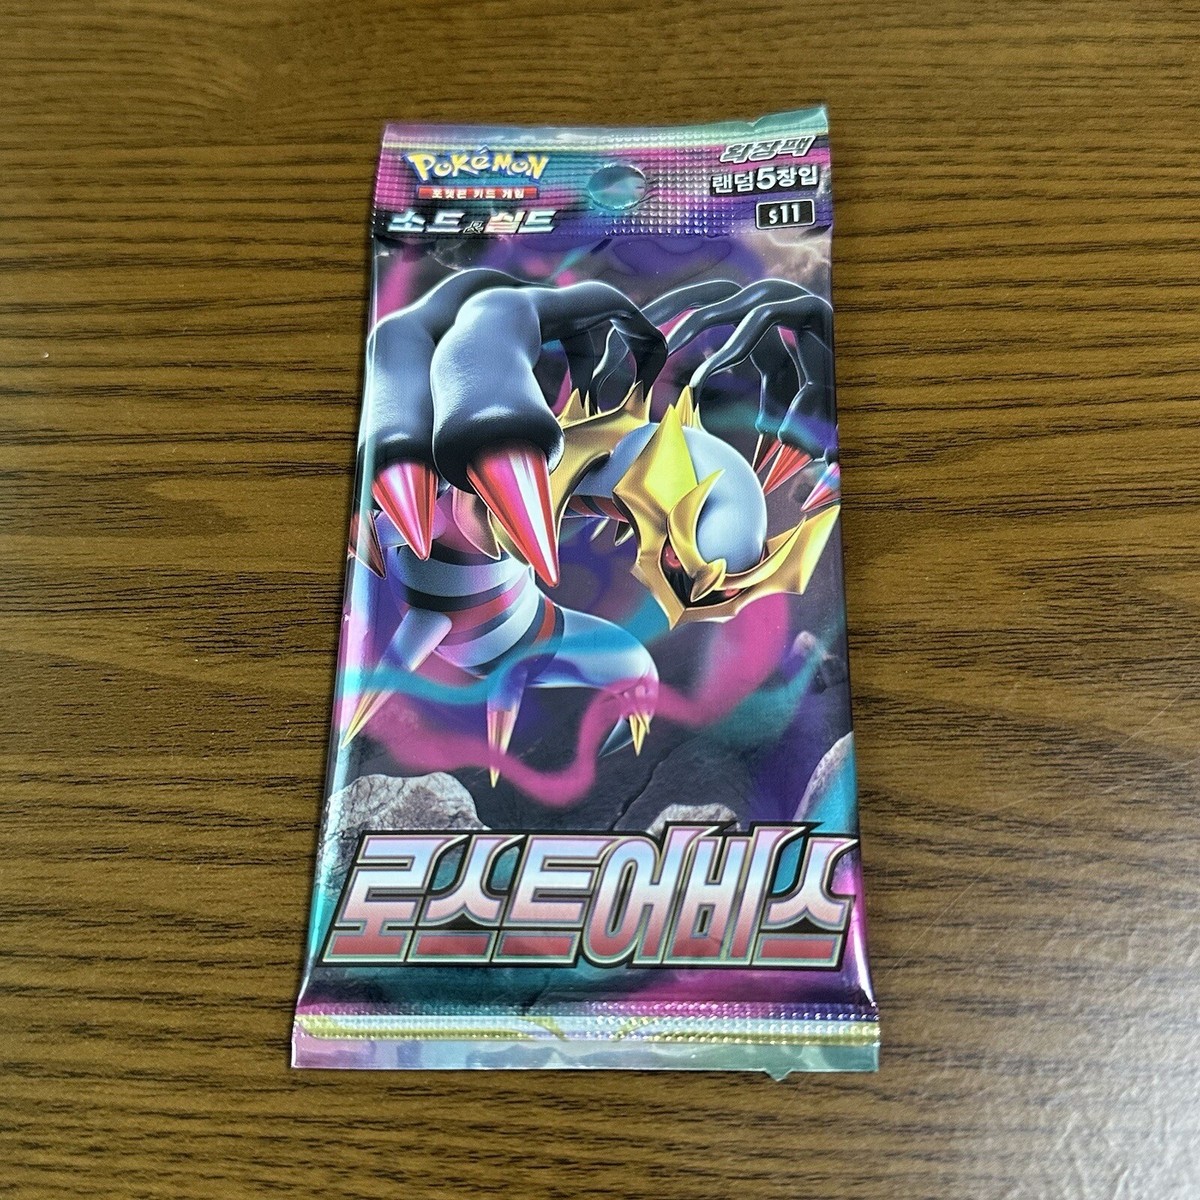 POKéMON
포켓몬 카드 게임
소드&실드
확장팩
랜덤5장입
s11
로스트어비스